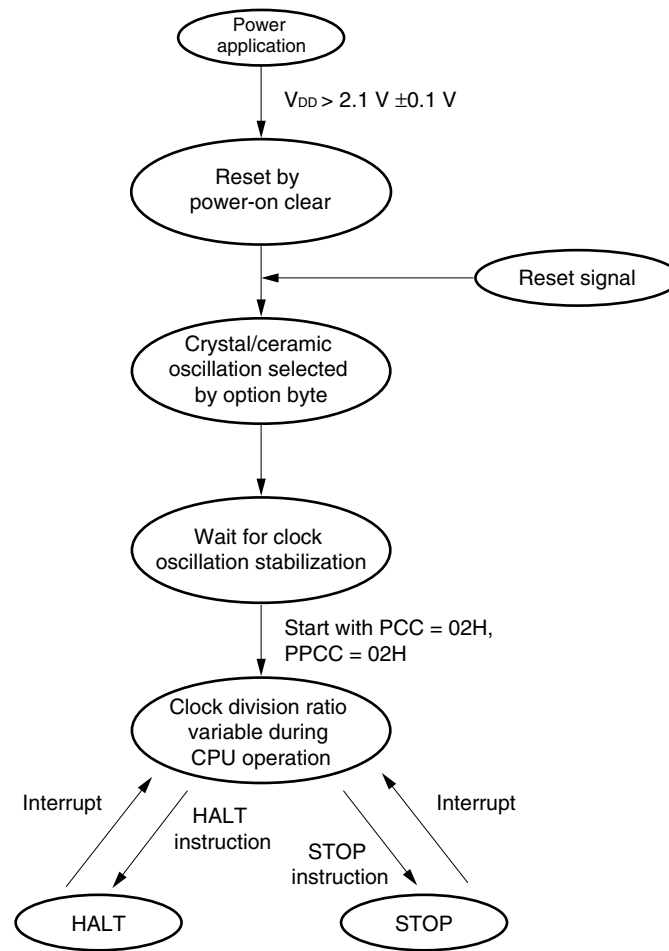 Power
application
VDD > 2.1 V ±0.1 V
Reset by
power-on clear
Reset signal
Crystal/ceramic
oscillation selected
by option byte
Wait for clock
oscillation stabilization
Start with PCC = 02H,
PPCC = 02H
Clock division ratio
variable during
CPU operation
Interrupt
HALT
instruction
STOP
instruction
Interrupt
HALT
STOP